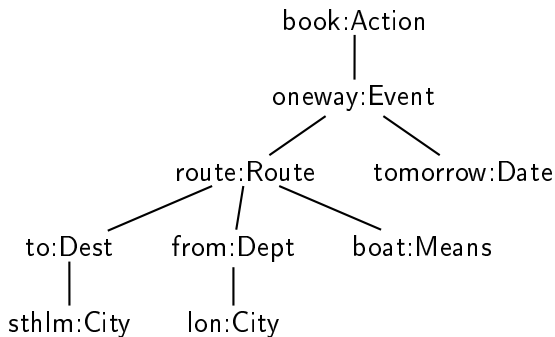 book:Action
oneway:Event
route:Route tomorrow:Date
to:Dest from:Dept boat:Means
sthlm:City lon:City